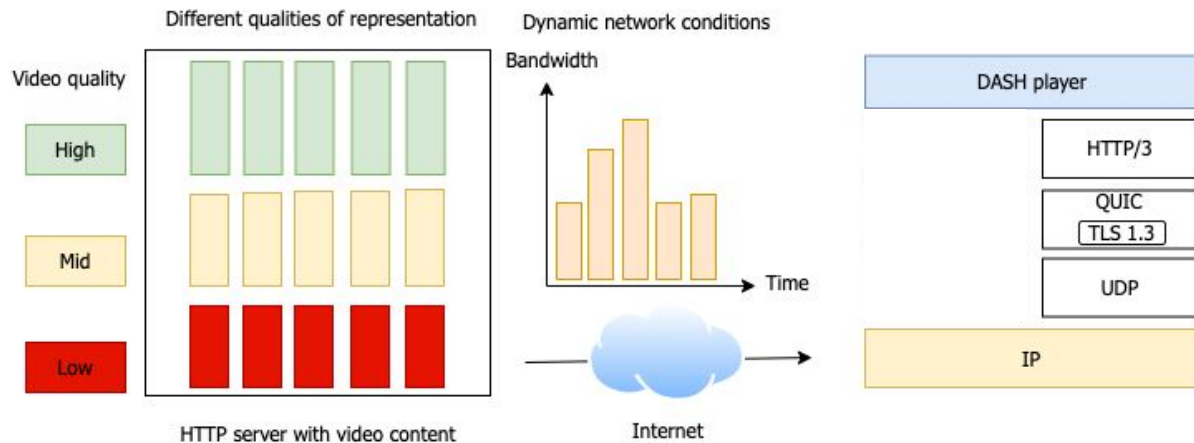 Different qualities of representation
Dynamic network conditions
Video quality
High
Mid
Low
HTTP server with video content
Bandwidth
Time
Internet
DASH player
HTTP/3
QUIC
TLS 1.3
UDP
IP